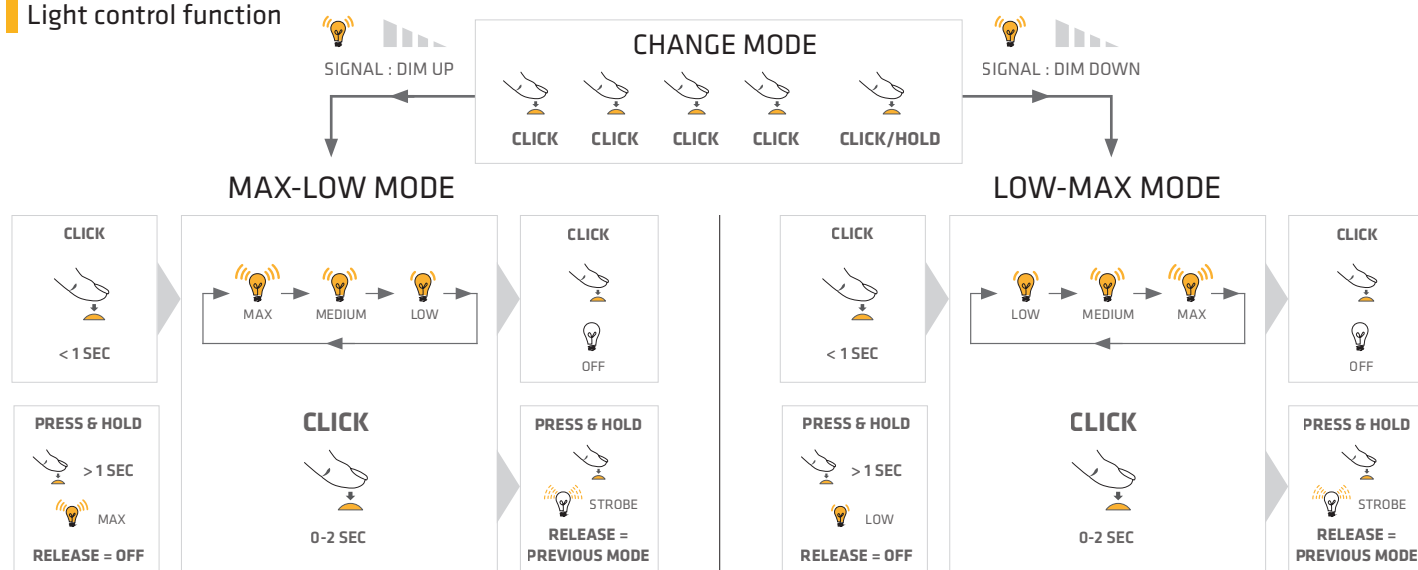 Light control function
SIGNAL : DIM UP
CHANGE MODE
CLICK CLICK CLICK CLICK CLICK/HOLD
SIGNAL : DIM DOWN
MAX-LOW MODE
CLICK
< 1 SEC
PRESS & HOLD
> 1 SEC
MAX
RELEASE = OFF
MAX MEDIUM LOW
CLICK
0-2 SEC
CLICK
OFF
PRESS & HOLD
STROBE
RELEASE =
PREVIOUS MODE
LOW-MAX MODE
CLICK
< 1 SEC
PRESS & HOLD
> 1 SEC
LOW
RELEASE = OFF
LOW MEDIUM MAX
CLICK
0-2 SEC
CLICK
OFF
PRESS & HOLD
STROBE
RELEASE =
PREVIOUS MODE